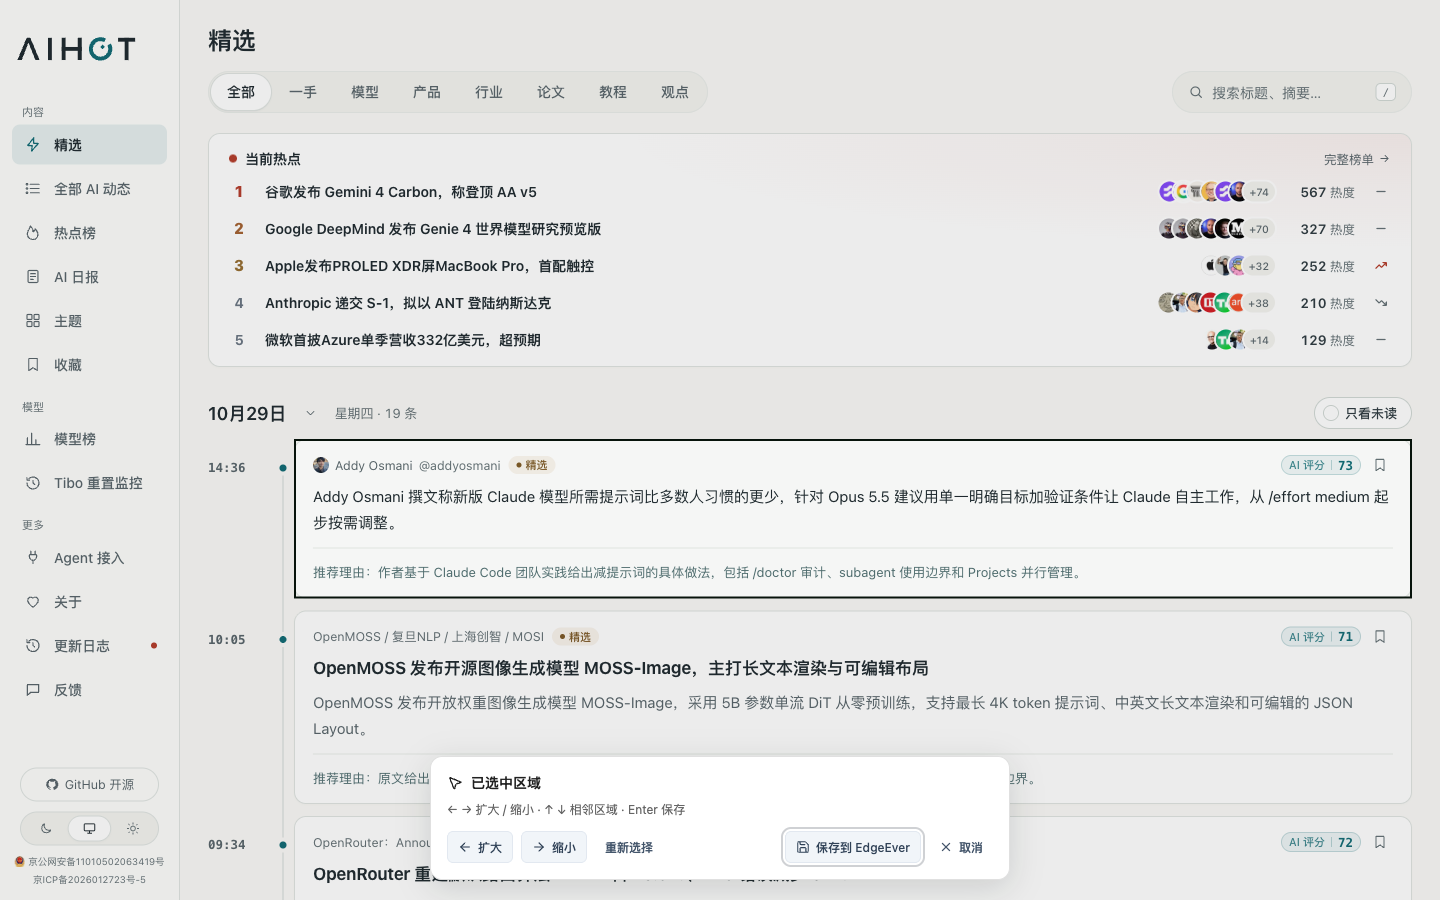 AIHOT
内容
精选
全部 AI 动态
热点榜
AI 日报
主题
收藏
模型
模型榜
Tibo 重置监控
更多
Agent 接入
关于
更新日志
反馈
GitHub 开源
京公网安备11010502063419号
京ICP备2026012723号-5
精选
全部 一手 模型 产品 行业 论文 教程 观点
搜索标题、摘要... /
当前热点 完整榜单 →
1 谷歌发布 Gemini 4 Carbon，称登顶 AA v5 +74 567 热度 —
2 Google DeepMind 发布 Genie 4 世界模型研究预览版 +70 327 热度 —
3 Apple发布PROLED XDR屏MacBook Pro，首配触控 +32 252 热度
4 Anthropic 递交 S-1，拟以 ANT 登陆纳斯达克 +38 210 热度
5 微软首披Azure单季营收332亿美元，超预期 +14 129 热度 —
10月29日 星期四 · 19 条 只看未读
14:36 Addy Osmani @addyosmani 精选 AI 评分 73
Addy Osmani 撰文称新版 Claude 模型所需提示词比多数人习惯的更少，针对 Opus 5.5 建议用单一明确目标加验证条件让 Claude 自主工作，从 /effort medium 起
步按需调整。
推荐理由：作者基于 Claude Code 团队实践给出减提示词的具体做法，包括 /doctor 审计、subagent 使用边界和 Projects 并行管理。
10:05 OpenMOSS / 复旦NLP / 上海创智 / MOSI 精选 AI 评分 71
OpenMOSS 发布开源图像生成模型 MOSS-Image，主打长文本渲染与可编辑布局
OpenMOSS 发布开放权重图像生成模型 MOSS-Image，采用 5B 参数单流 DiT 从零预训练，支持最长 4K token 提示词、中英文长文本渲染和可编辑的 JSON
Layout。
推荐理由：原文给出 边界。
09:34 OpenRouter：Annou AI 评分 72
OpenRouter 重
已选中区域
← → 扩大 / 缩小 · ↑ ↓ 相邻区域 · Enter 保存
← 扩大 → 缩小 重新选择 保存到 EdgeEver × 取消